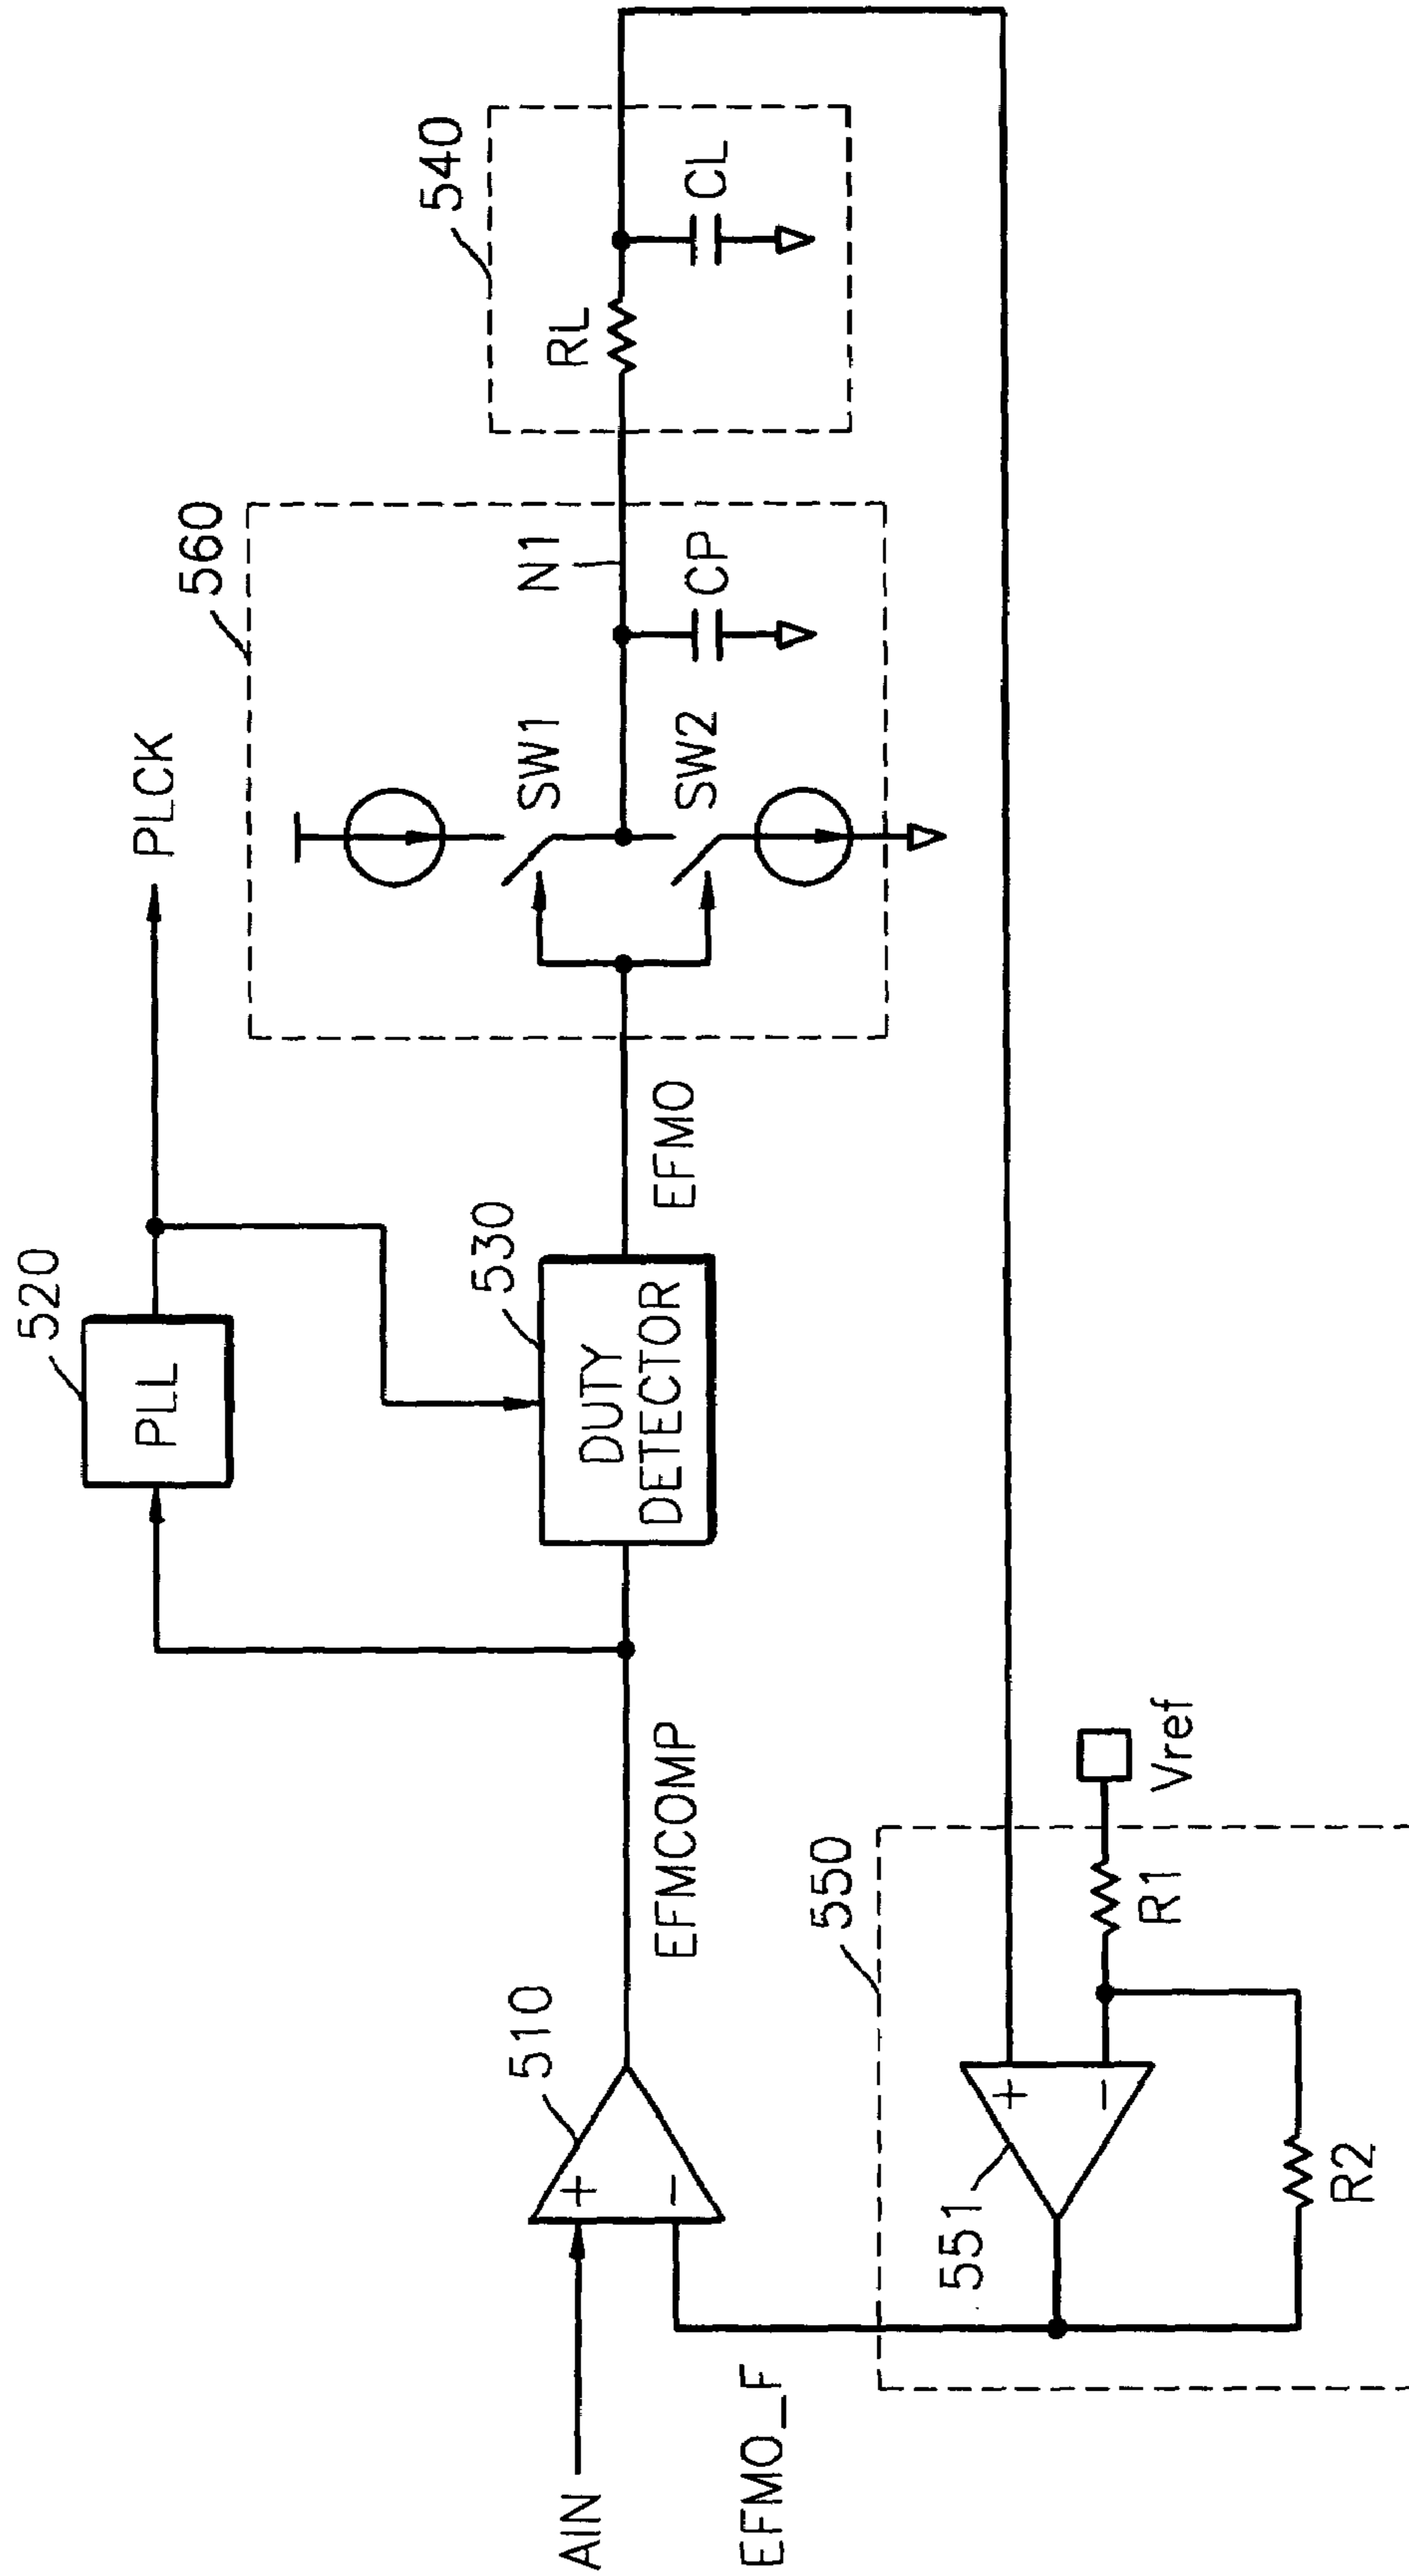 520
PLL
PLCK
560
540
SW1
N1
RL
SW2
CP
CL
530
DUTY
DETECTOR
EFMO
510
+
−
AIN
EFMCOMP
EFMO_F
550
551
+
−
R1
Vref
R2